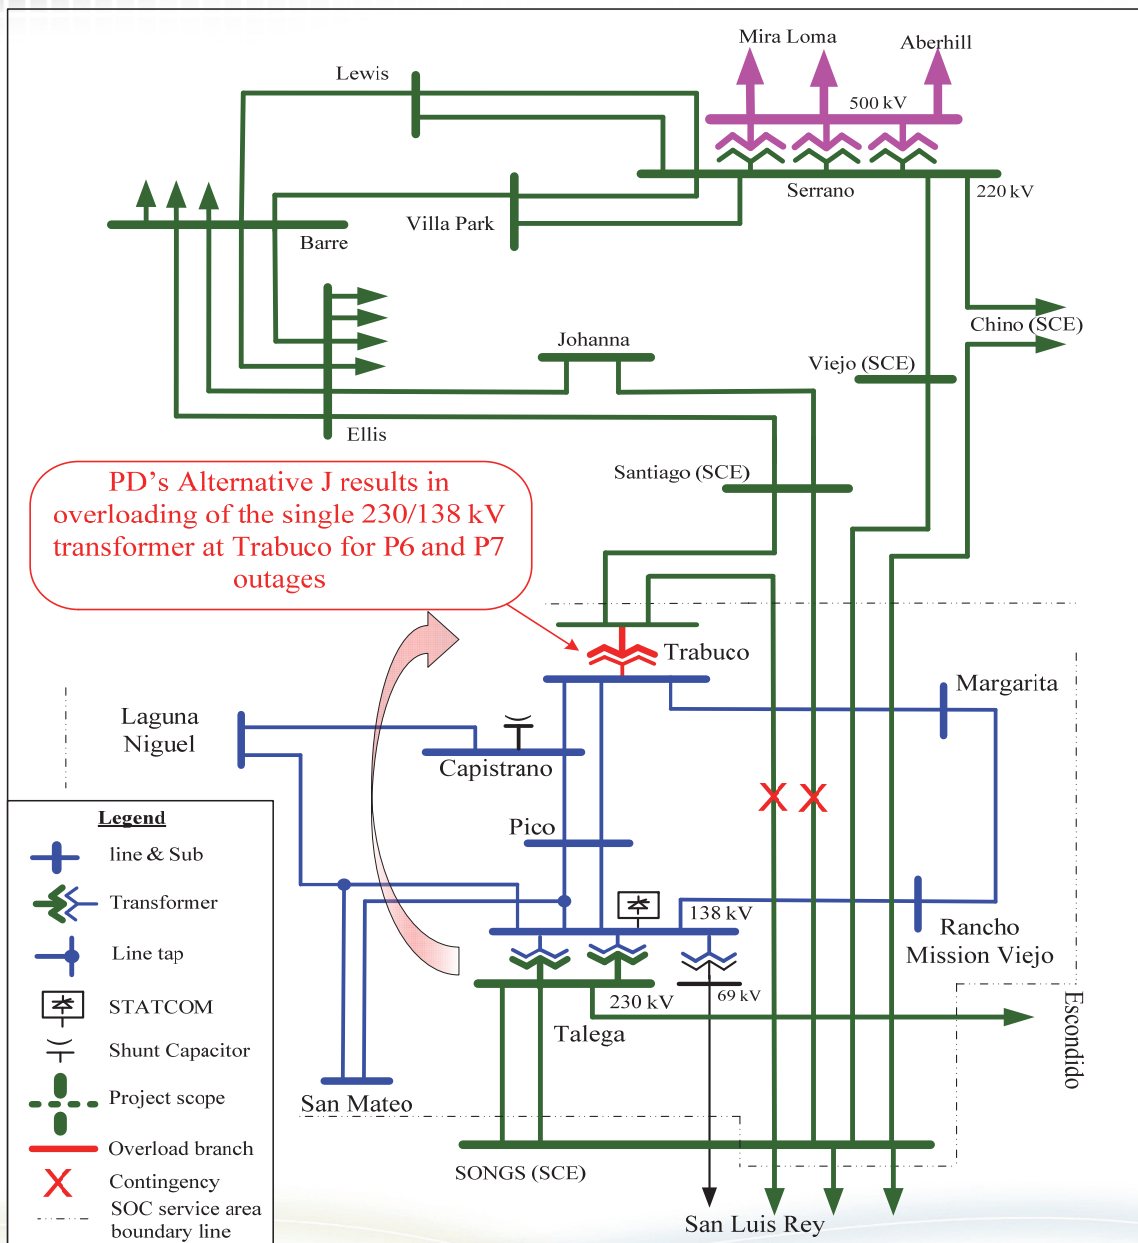 Mira Loma
Aberhill
Lewis
500 kV
Serrano
220 kV
Villa Park
Barre
Chino (SCE)
Johanna
Viejo (SCE)
Ellis
Santiago (SCE)
PD's Alternative J results in
overloading of the single 230/138 kV
transformer at Trabuco for P6 and P7
outages
Trabuco
Margarita
Laguna
Niguel
Capistrano
Pico
138 kV
Rancho
Mission Viejo
230 kV
69 kV
Talega
Escondido
San Mateo
SONGS (SCE)
San Luis Rey
Legend
line & Sub
Transformer
Line tap
STATCOM
Shunt Capacitor
Project scope
Overload branch
X Contingency
SOC service area
boundary line